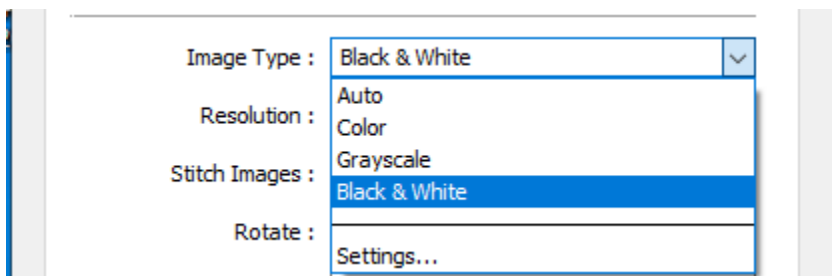 Image Type : Black & White
Auto
Resolution :
Color
Grayscale
Stitch Images :
Black & White
Rotate :
Settings...